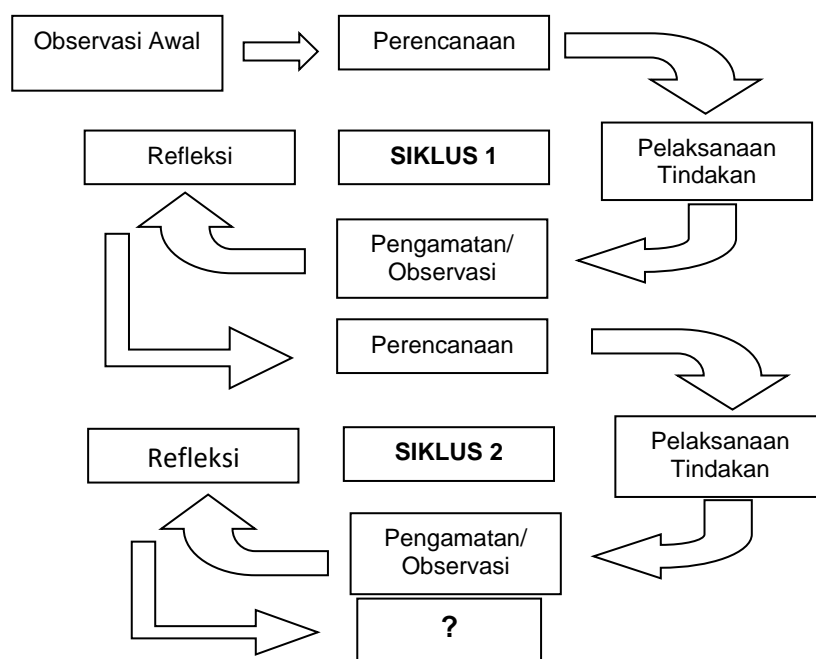 Observasi Awal
Perencanaan
Refleksi
SIKLUS 1
Pelaksanaan
Tindakan
Pengamatan/
Observasi
Perencanaan
Refleksi
SIKLUS 2
Pelaksanaan
Tindakan
Pengamatan/
Observasi
?